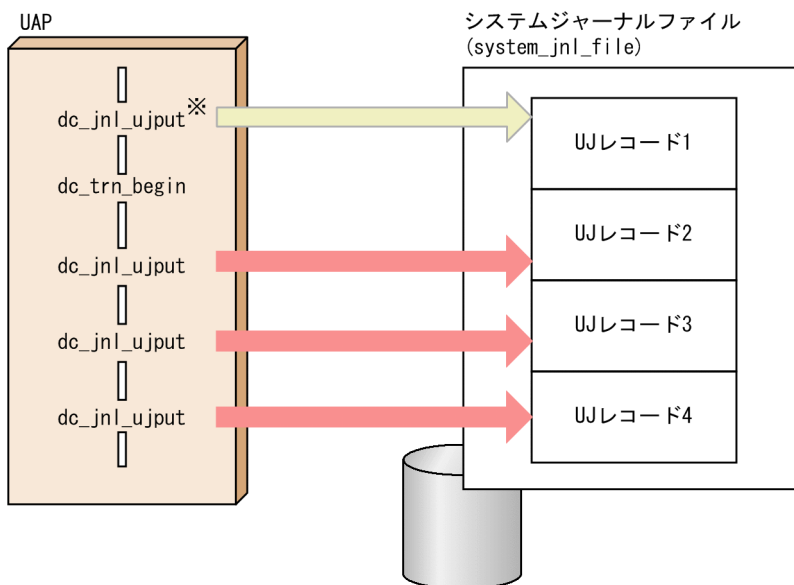 UAP
システムジャーナルファイル
(system_jnl_file)
dc_jnl_ujput※
dc_trn_begin
dc_jnl_ujput
dc_jnl_ujput
dc_jnl_ujput
UJレコード1
UJレコード2
UJレコード3
UJレコード4